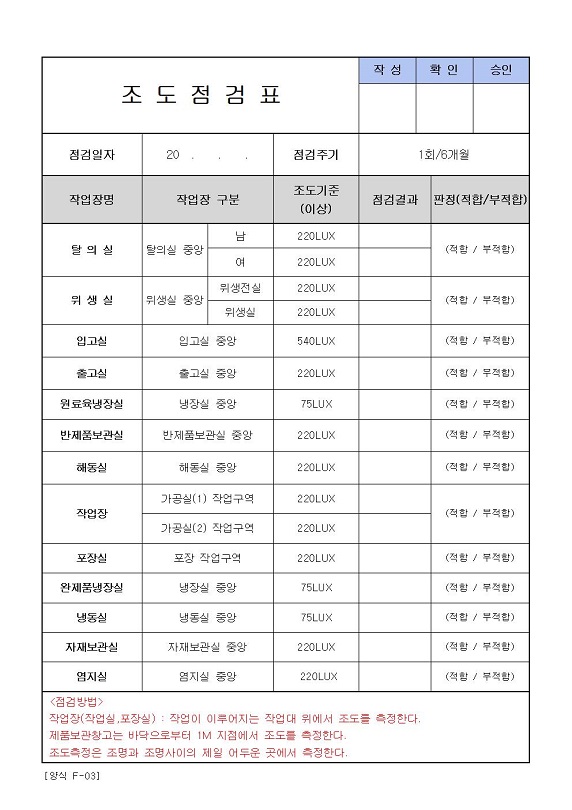 조 도 점 검 표
작 성 확 인 승인
점검일자 20 . . . 점검주기 1회/6개월
작업장명 작업장 구분 조도기준 (이상) 점검결과 판정(적합/부적합)
탈 의 실 탈의실 중앙 남 220LUX (적합 / 부적합)
여 220LUX
위 생 실 위생실 중앙 위생전실 220LUX (적합 / 부적합)
위생실 220LUX
입고실 입고실 중앙 540LUX (적합 / 부적합)
출고실 출고실 중앙 220LUX (적합 / 부적합)
원료육냉장실 냉장실 중앙 75LUX (적합 / 부적합)
반제품보관실 반제품보관실 중앙 220LUX (적합 / 부적합)
해동실 해동실 중앙 220LUX (적합 / 부적합)
작업장 가공실(1) 작업구역 220LUX (적합 / 부적합)
가공실(2) 작업구역 220LUX
포장실 포장 작업구역 220LUX (적합 / 부적합)
완제품냉장실 냉장실 중앙 75LUX (적합 / 부적합)
냉동실 냉동실 중앙 75LUX (적합 / 부적합)
자재보관실 자재보관실 중앙 220LUX (적합 / 부적합)
염지실 염지실 중앙 220LUX (적합 / 부적합)
<점검방법>
작업장(작업실,포장실) : 작업이 이루어지는 작업대 위에서 조도를 측정한다.
제품보관창고는 바닥으로부터 1M 지점에서 조도를 측정한다.
조도측정은 조명과 조명사이의 제일 어두운 곳에서 측정한다.
[양식 F-03]